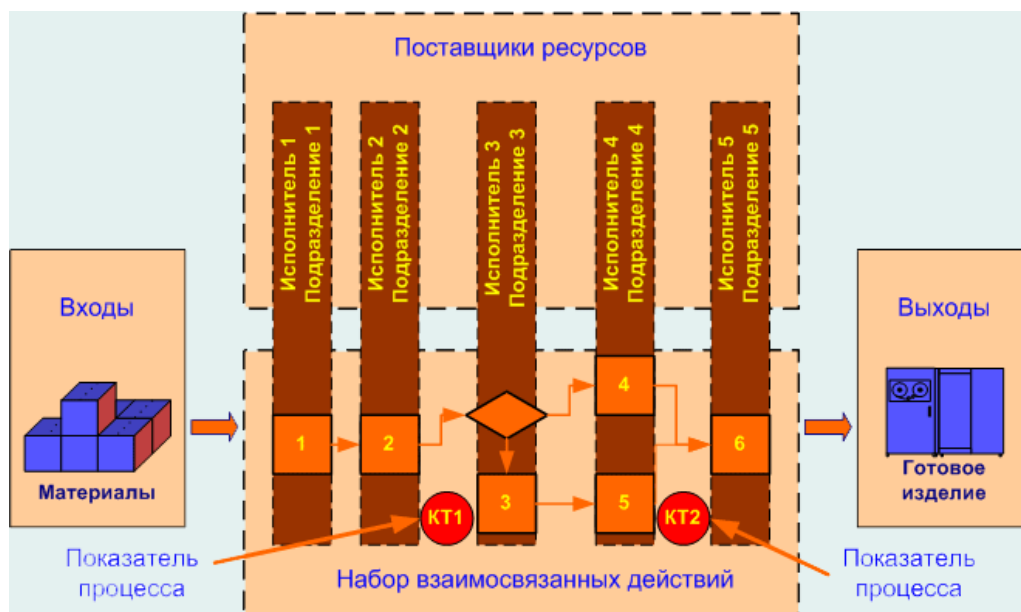 Поставщики ресурсов
Исполнитель 1
Подразделение 1
Исполнитель 2
Подразделение 2
Исполнитель 3
Подразделение 3
Исполнитель 4
Подразделение 4
Исполнитель 5
Подразделение 5
Входы
Материалы
Выходы
Готовое
изделие
4
1
2
6
3
5
КТ1
КТ2
Показатель
процесса
Набор взаимосвязанных действий
Показатель
процесса